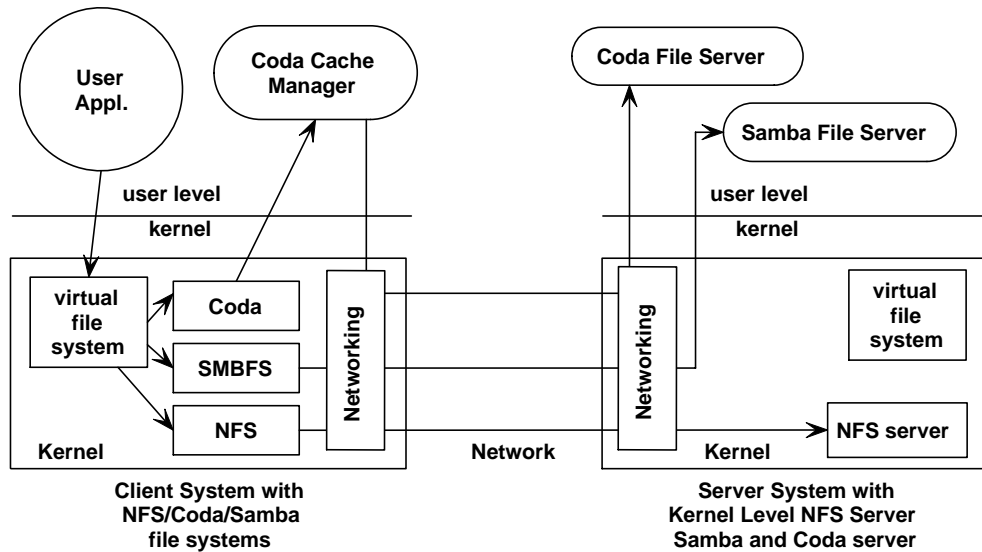 User
Appl.
Coda Cache
Manager
Coda File Server
Samba File Server
user level
kernel
user level
kernel
virtual
file
system
Coda
SMBFS
NFS
Networking
Kernel
Network
Networking
virtual
file
system
NFS server
Kernel
Client System with
NFS/Coda/Samba
file systems
Server System with
Kernel Level NFS Server
Samba and Coda server